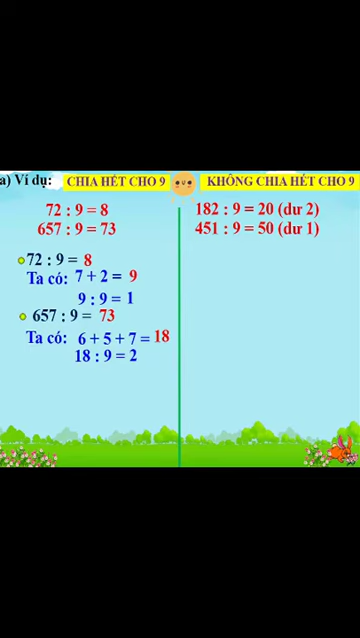 a) Ví dụ:
CHIA HẾT CHO 9
KHÔNG CHIA HẾT CHO 9
72 : 9 = 8
657 : 9 = 73
182 : 9 = 20 (dư 2)
451 : 9 = 50 (dư 1)
72 : 9 = 8
Ta có: 7 + 2 = 9
9 : 9 = 1
657 : 9 = 73
Ta có: 6 + 5 + 7 = 18
18 : 9 = 2